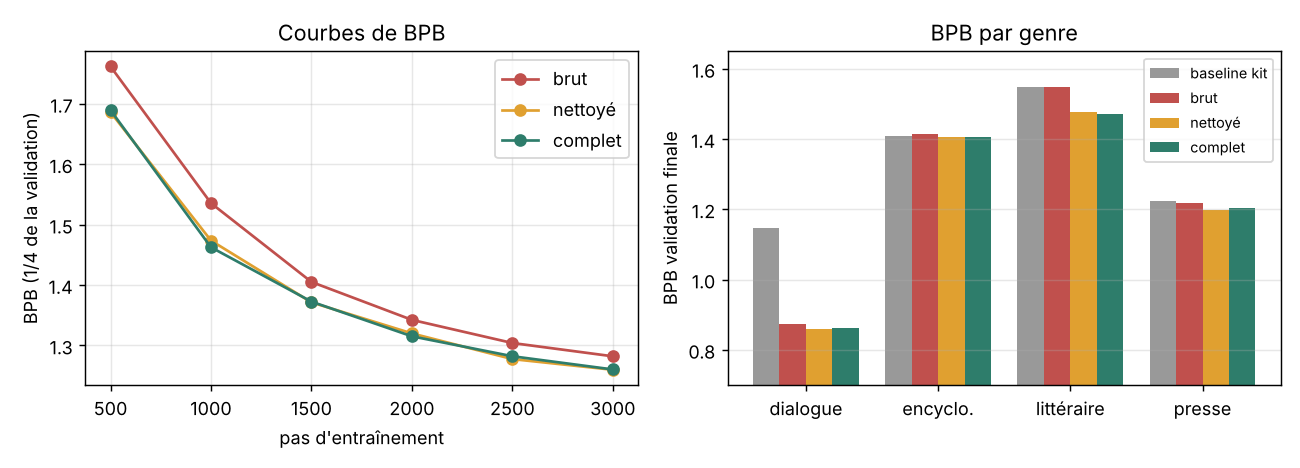 Courbes de BPB
BPB (1/4 de la validation)
1.7
1.6
1.5
1.4
1.3
500 1000 1500 2000 2500 3000
pas d'entraînement
brut
nettoyé
complet
BPB par genre
BPB validation finale
1.6
1.4
1.2
1.0
0.8
dialogue encyclo. littéraire presse
baseline kit
brut
nettoyé
complet